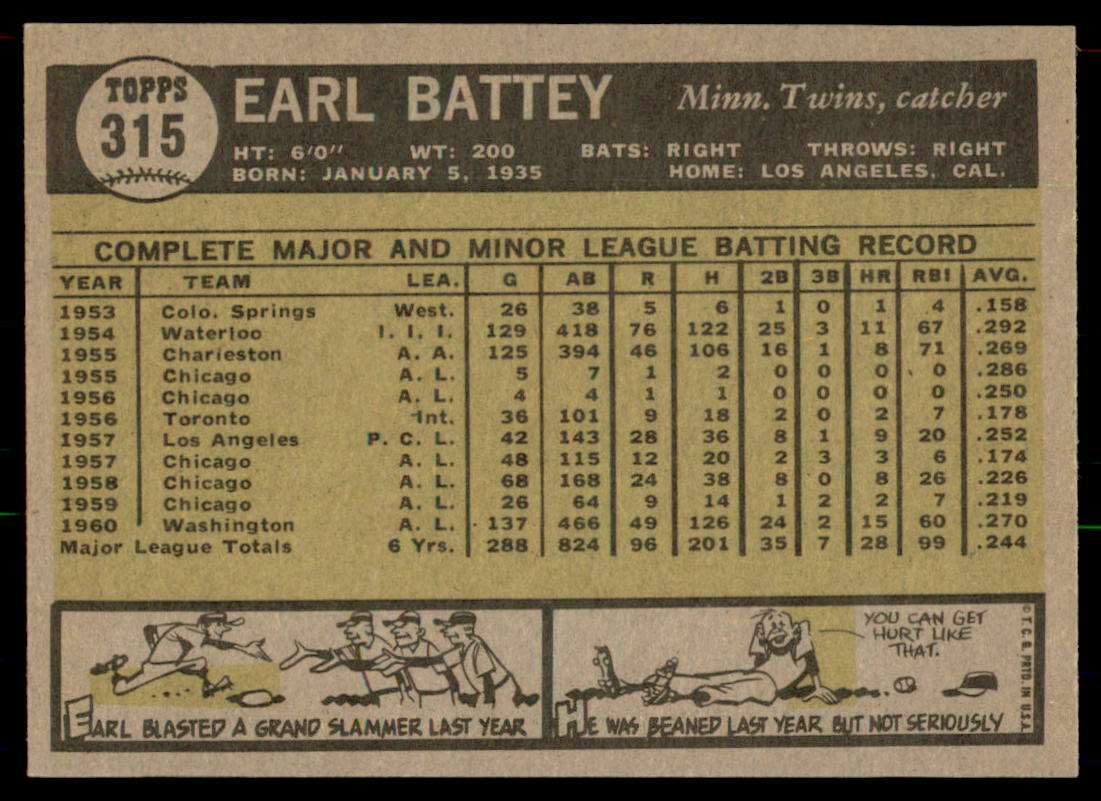 TOPPS
315
EARL BATTEY Minn. Twins, catcher
HT: 6'0" WT: 200 BATS: RIGHT THROWS: RIGHT
BORN: JANUARY 5, 1935 HOME: LOS ANGELES, CAL.
COMPLETE MAJOR AND MINOR LEAGUE BATTING RECORD
YEAR TEAM LEA. G AB R H 2B 3B HR RBI AVG.
1953 Colo. Springs West. 26 38 5 6 1 0 1 4 .158
1954 Waterloo I. I. I. 129 418 76 122 25 3 11 67 .292
1955 Charleston A. A. 125 394 46 106 16 1 8 71 .269
1955 Chicago A. L. 5 7 1 2 0 0 0 0 .286
1956 Chicago A. L. 4 4 1 1 0 0 0 0 .250
1956 Toronto Int. 36 101 9 18 2 0 2 7 .178
1957 Los Angeles P. C. L. 42 143 28 36 8 1 9 20 .252
1957 Chicago A. L. 48 115 12 20 2 3 3 6 .174
1958 Chicago A. L. 68 168 24 38 8 0 8 26 .226
1959 Chicago A. L. 26 64 9 14 1 2 2 7 .219
1960 Washington A. L. 137 466 49 126 24 2 15 60 .270
Major League Totals 6 Yrs. 288 824 96 201 35 7 28 99 .244
EARL BLASTED A GRAND SLAMMER LAST YEAR
YOU CAN GET
HURT LIKE
THAT.
HE WAS BEANED LAST YEAR BUT NOT SERIOUSLY
© T.C.G. PRTD. IN U.S.A.